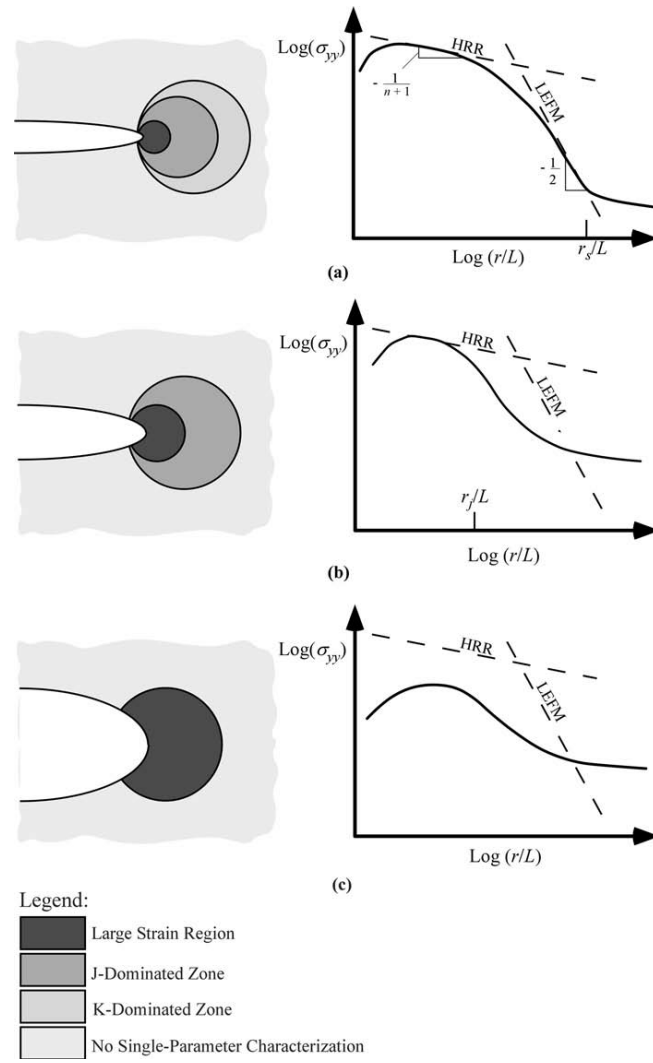 Log(σyy)
HRR
- 1/n + 1
LEFM
- 1/2
rs/L
Log (r/L)
(a)
Log(σyy)
HRR
LEFM
rJ/L
Log (r/L)
(b)
Log(σyy)
HRR
LEFM
Log (r/L)
(c)
Legend:
Large Strain Region
J-Dominated Zone
K-Dominated Zone
No Single-Parameter Characterization